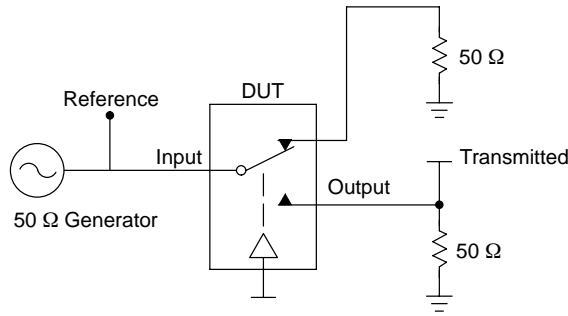 50 Ω
DUT
Reference
Input
Transmitted
Output
50 Ω Generator
50 Ω